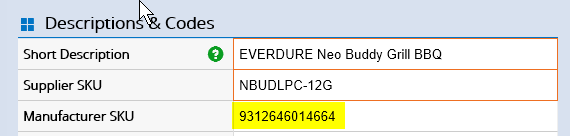 Descriptions & Codes
Short Description EVERDURE Neo Buddy Grill BBQ
Supplier SKU NBUDLPC-12G
Manufacturer SKU 9312646014664